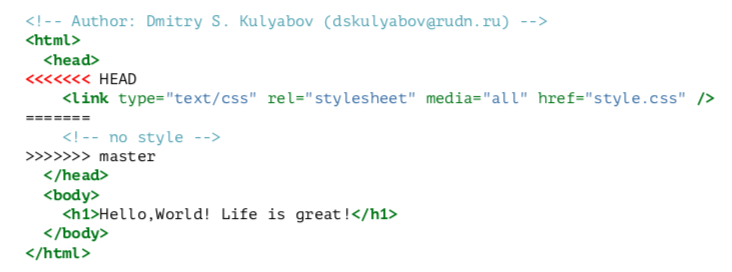 <!-- Author: Dmitry S. Kulyabov (dskulyabov@rudn.ru) -->
<html>
  <head>
<<<<<<< HEAD
    <link type="text/css" rel="stylesheet" media="all" href="style.css" />
=======
    <!-- no style -->
>>>>>>> master
  </head>
  <body>
    <h1>Hello,World! Life is great!</h1>
  </body>
</html>